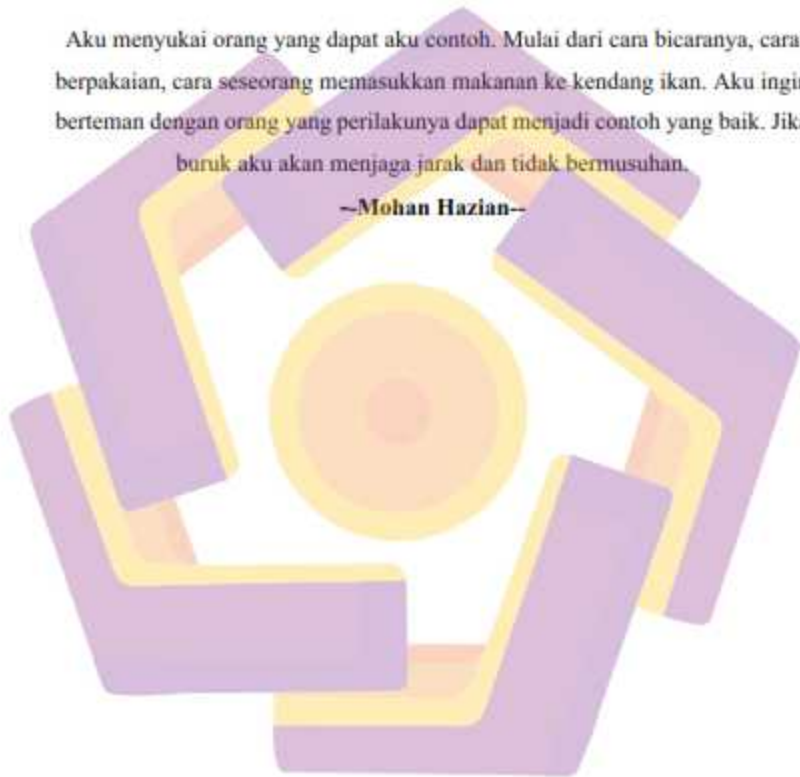 Aku menyukai orang yang dapat aku contoh. Mulai dari cara bicaranya, cara
berpakaian, cara seseorang memasukkan makanan ke kendang ikan. Aku ingi
berteman dengan orang yang perilakunya dapat menjadi contoh yang baik. Jik
buruk aku akan menjaga jarak dan tidak bermusuhan.
--Mohan Hazian--